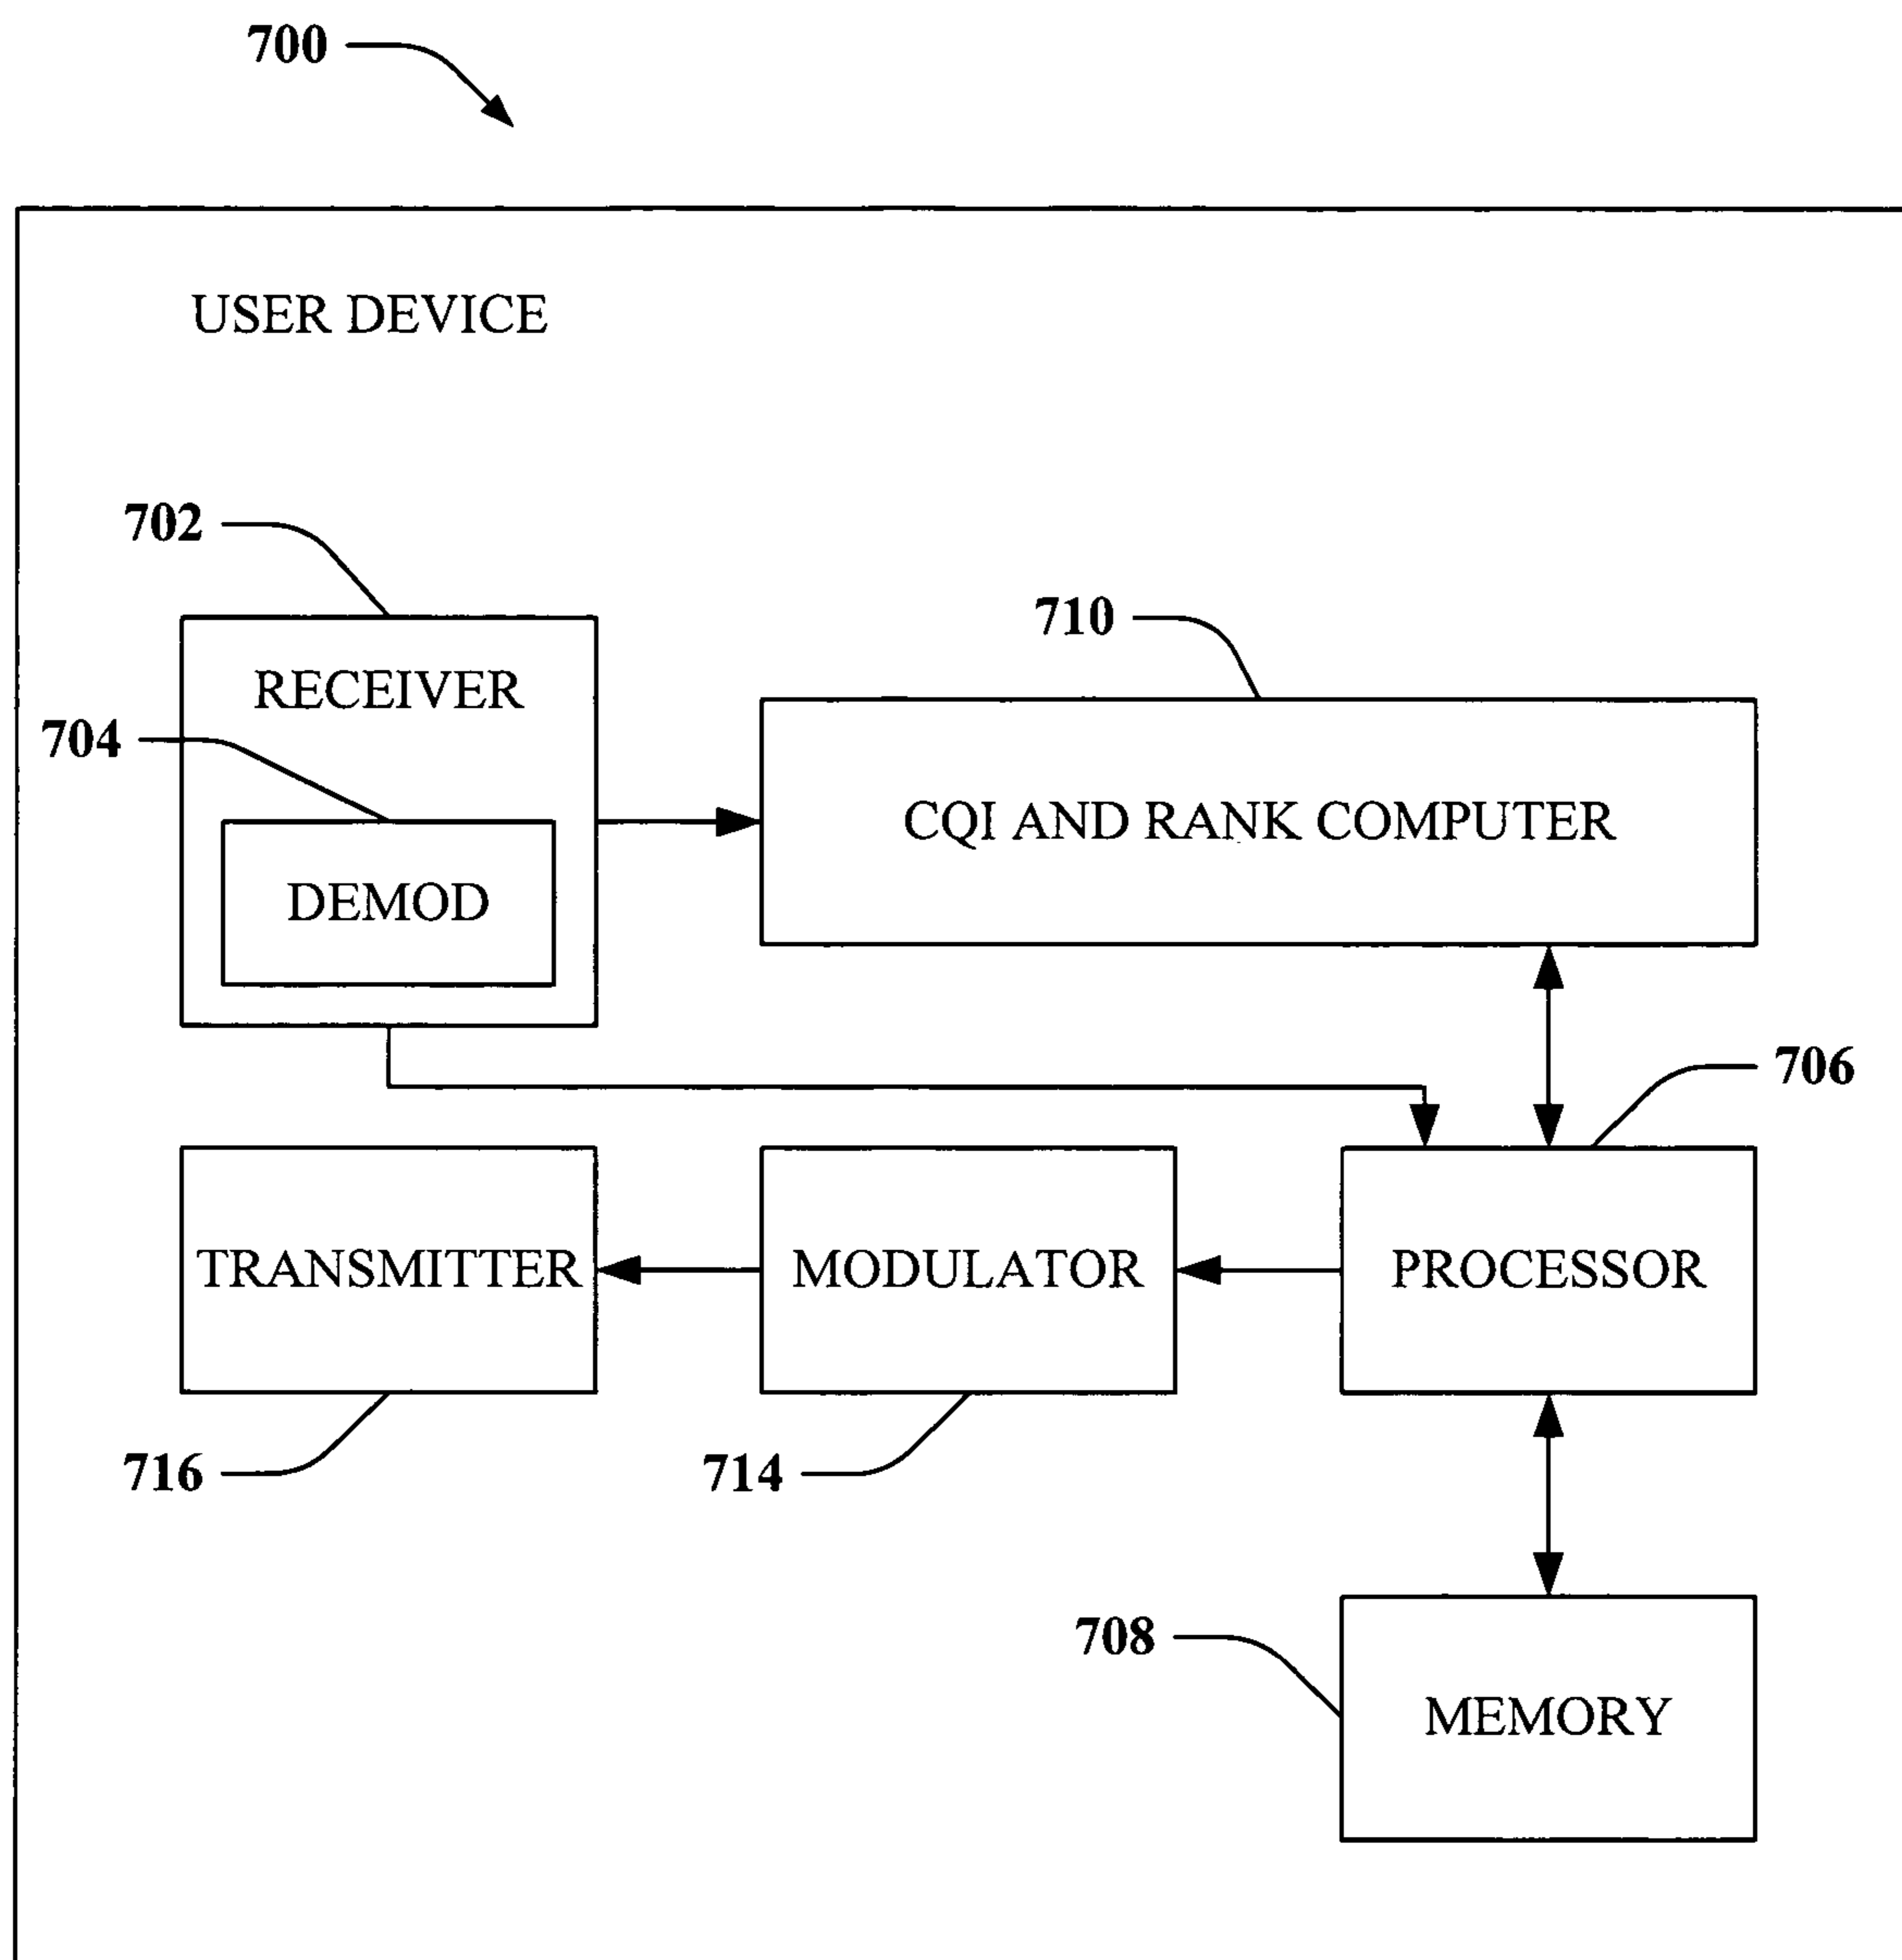 700
USER DEVICE
702
RECEIVER
710
704
CQI AND RANK COMPUTER
DEMOD
706
TRANSMITTER
MODULATOR
PROCESSOR
716
714
708
MEMORY